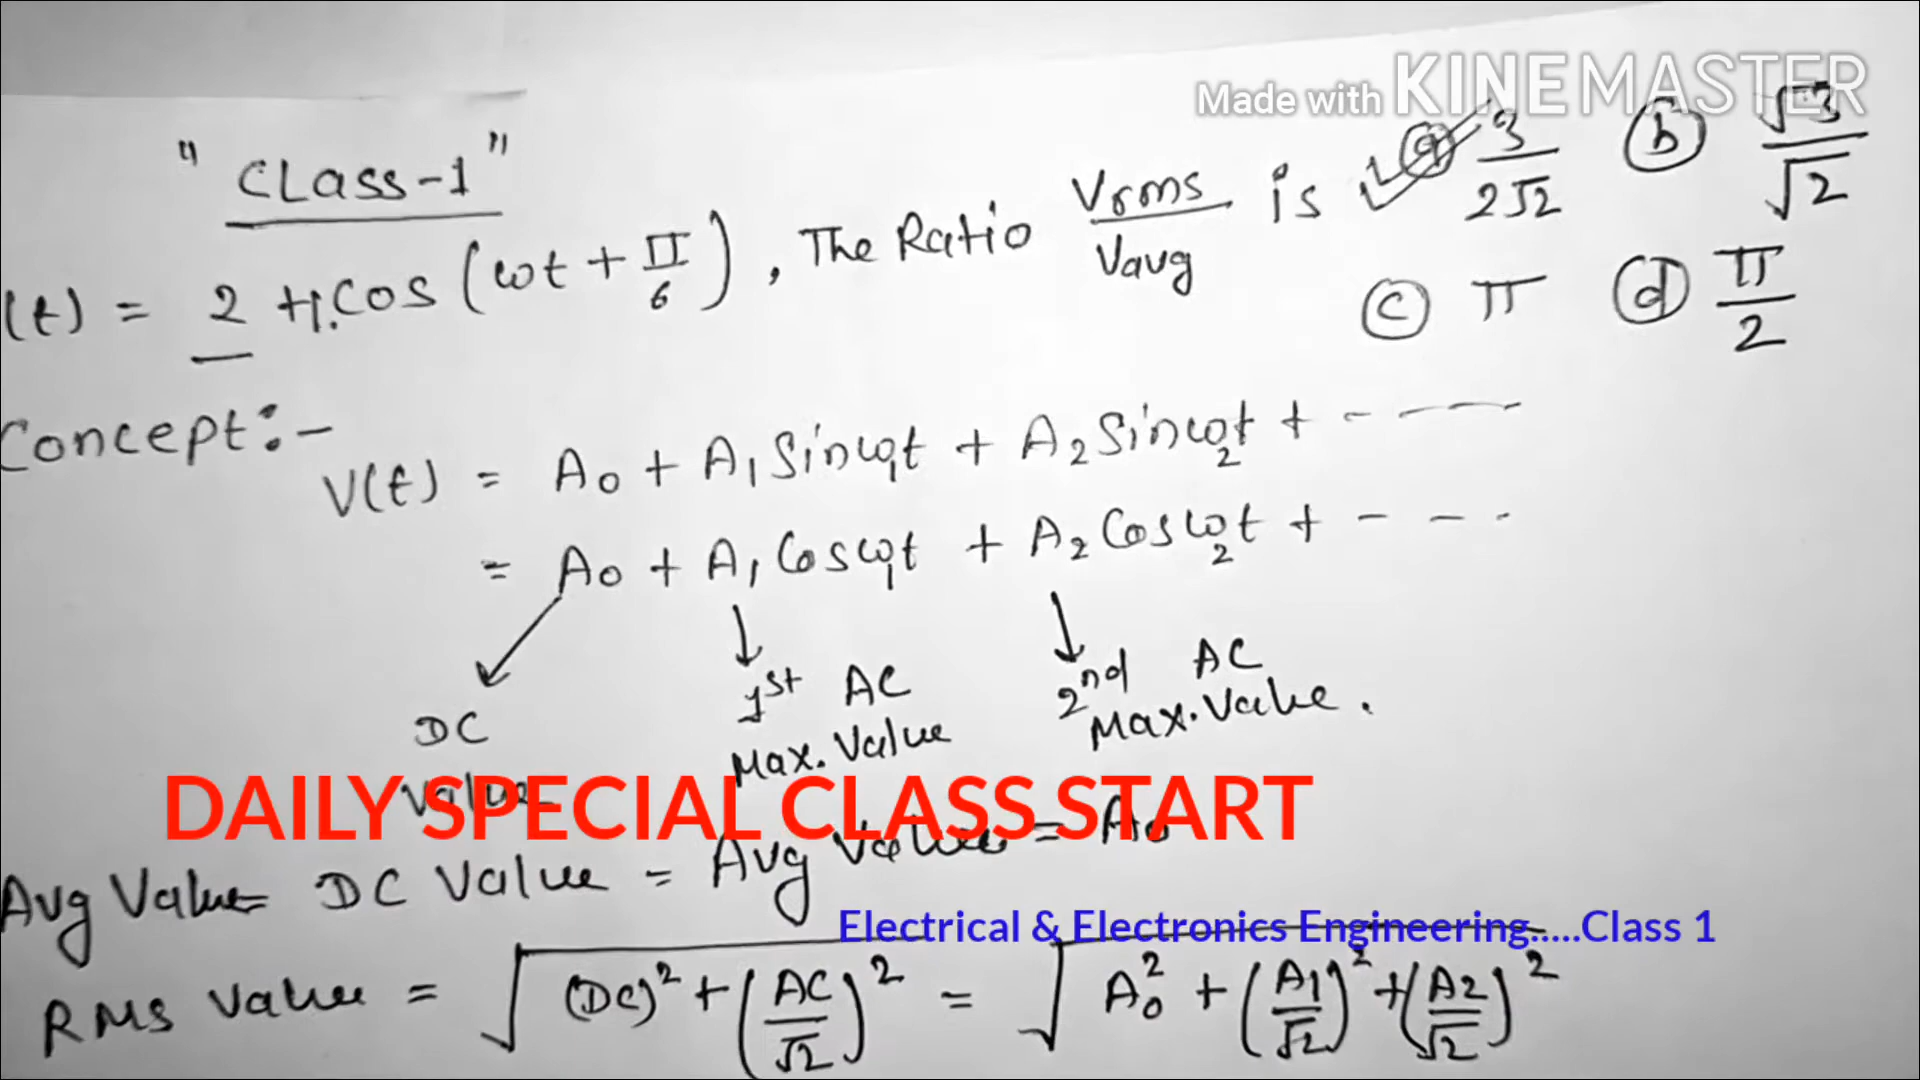 Made with KINEMASTER
"CLass-1"
(t) = 2 + 1.cos (ωt + π/6), The Ratio Vrms/Vavg is ✓ⓐ 3/2√2 ⓑ √3/√2
ⓒ π ⓓ π/2
Concept:-
V(t) = A₀ + A₁ Sinω₁t + A₂ Sinω₂t + - - - -
= A₀ + A₁ Cosω₁t + A₂ Cosω₂t + - - -
DC Value
1st AC Max. Value
2nd AC Max. Value.
DAILY SPECIAL CLASS START
Avg Value = DC Value = Avg Value = A₀
Electrical & Electronics Engineering.....Class 1
RMS Value = √((DC)² + (AC/√2)²) = √(A₀² + (A1/√2)² + (A2/√2)²)